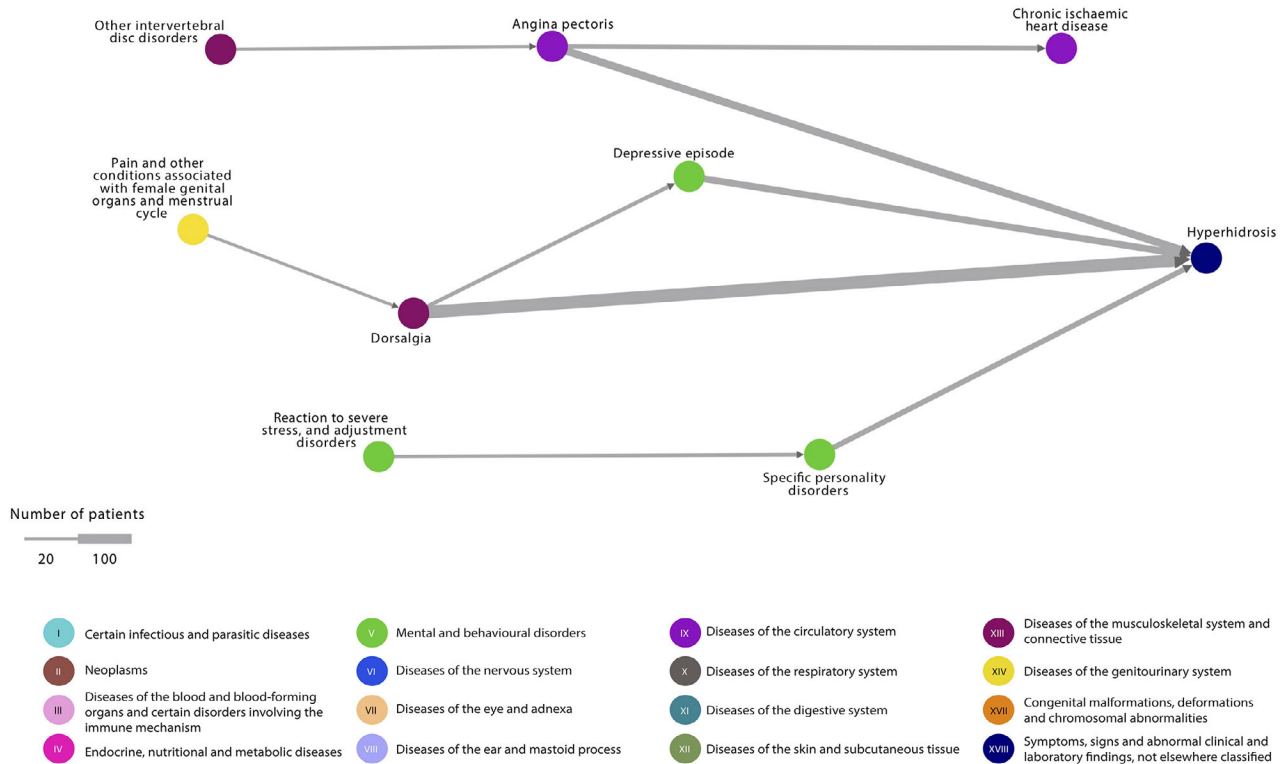 Other intervertebral
disc disorders
Angina pectoris
Chronic ischaemic
heart disease
Pain and other
conditions associated
with female genital
organs and menstrual
cycle
Depressive episode
Hyperhidrosis
Dorsalgia
Reaction to severe
stress, and adjustment
disorders
Specific personality
disorders
Number of patients
20 100
I Certain infectious and parasitic diseases
II Neoplasms
III Diseases of the blood and blood-forming
organs and certain disorders involving the
immune mechanism
IV Endocrine, nutritional and metabolic diseases
V Mental and behavioural disorders
VI Diseases of the nervous system
VII Diseases of the eye and adnexa
VIII Diseases of the ear and mastoid process
IX Diseases of the circulatory system
X Diseases of the respiratory system
XI Diseases of the digestive system
XII Diseases of the skin and subcutaneous tissue
XIII Diseases of the musculoskeletal system and
connective tissue
XIV Diseases of the genitourinary system
XVII Congenital malformations, deformations
and chromosomal abnormalities
XVIII Symptoms, signs and abnormal clinical and
laboratory findings, not elsewhere classified